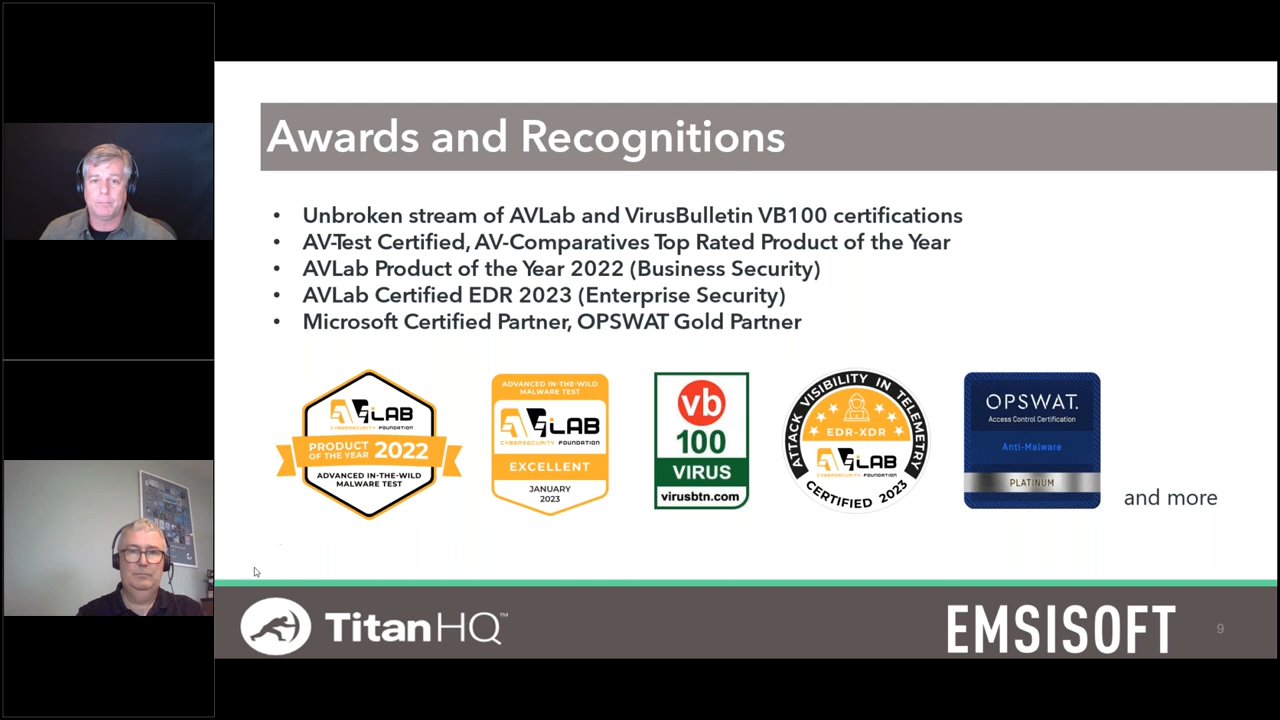 Awards and Recognitions
• Unbroken stream of AVLab and VirusBulletin VB100 certifications
• AV-Test Certified, AV-Comparatives Top Rated Product of the Year
• AVLab Product of the Year 2022 (Business Security)
• AVLab Certified EDR 2023 (Enterprise Security)
• Microsoft Certified Partner, OPSWAT Gold Partner
AVLAB
CYBERSECURITY FOUNDATION
PRODUCT OF THE YEAR 2022
ADVANCED IN-THE-WILD
MALWARE TEST
ADVANCED IN-THE-WILD
MALWARE TEST
AVLAB
CYBERSECURITY FOUNDATION
EXCELLENT
JANUARY
2023
vb
100
VIRUS
virusbtn.com
ATTACK VISIBILITY IN TELEMETRY
EDR-XDR
AVLAB
CYBERSECURITY FOUNDATION
CERTIFIED 2023
OPSWAT.
Access Control Certification
Anti-Malware
PLATINUM
and more
TitanHQ™
EMSISOFT
9